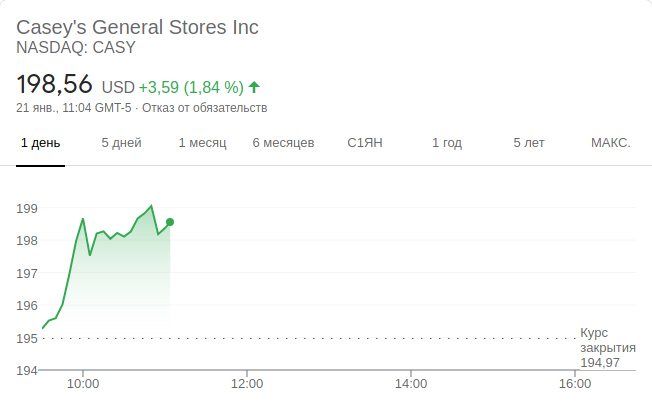 Casey's General Stores Inc
NASDAQ: CASY
198,56 USD +3,59 (1,84 %)
21 янв., 11:04 GMT-5 · Отказ от обязательств
1 день 5 дней 1 месяц 6 месяцев С1ЯН 1 год 5 лет МАКС.
199
198
197
196
195
Курс
закрытия
194,97
194
10:00 12:00 14:00 16:00